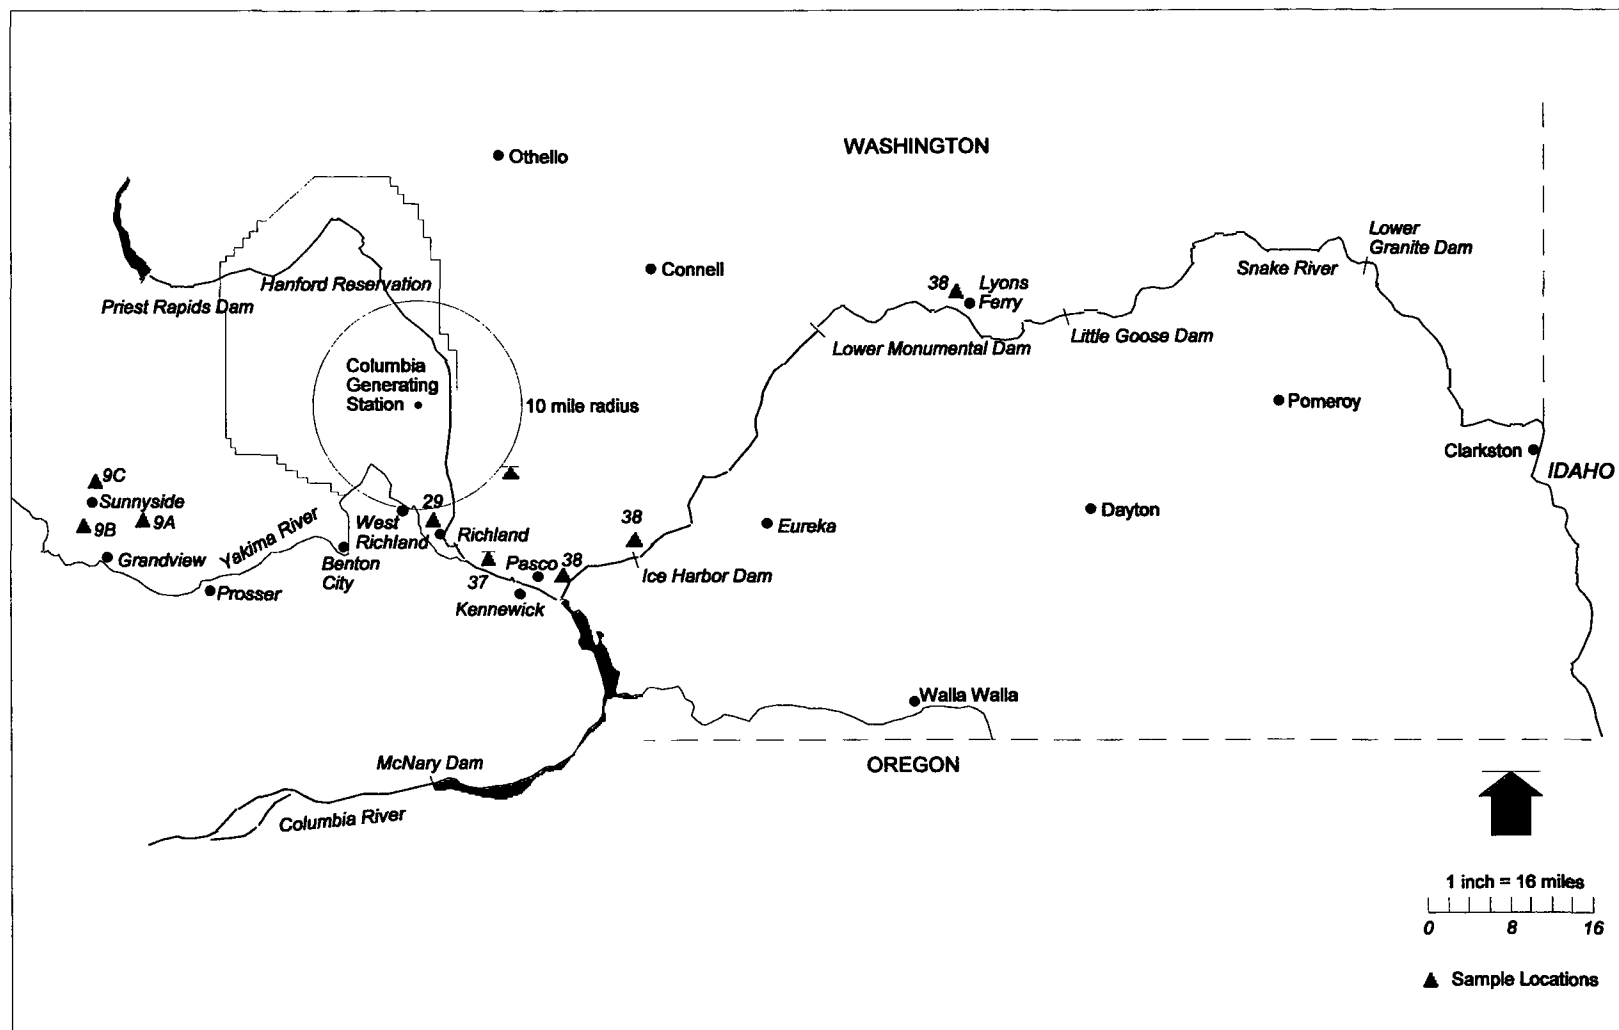 WASHINGTON
Othello
Lower
Granite Dam
Connell
Snake River
Hanford Reservation
Priest Rapids Dam
38
Lyons
Ferry
Little Goose Dam
Lower Monumental Dam
Columbia
Generating
Station
10 mile radius
Pomeroy
Clarkston
IDAHO
9C
Sunnyside
9B
9A
29
West
Richland
Richland
Yakima River
Dayton
38
Eureka
Grandview
Benton
City
Pasco
38
Ice Harbor Dam
37
Prosser
Kennewick
Walla Walla
McNary Dam
OREGON
Columbia River
1 inch = 16 miles
0 8 16
Sample Locations